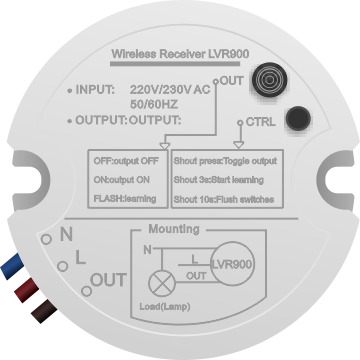 Wireless Receiver LVR900
OUT
INPUT: 220V/230V AC
50/60HZ
OUTPUT:OUTPUT:
CTRL
OFF:output OFF
ON:output ON
FLASH:learning
Shout press:Toggle output
Shout 3s:Start learning
Shout 10s:Flush switches
N
L
OUT
Mounting
N
L
OUT
LVR900
Load(Lamp)